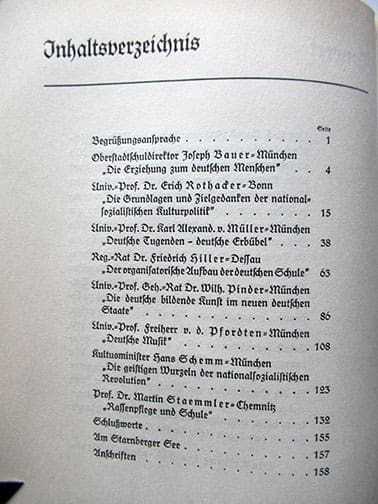 Inhaltsverzeichnis
Seite
Begrüßungsansprache . . . . . . . . . . . 1
Oberstadtschuldirektor Joseph Bauer-München
„Die Erziehung zum deutschen Menschen“ . . 4
Univ.-Prof. Dr. Erich Rothacker-Bonn
„Die Grundlagen und Zielgedanken der national-
sozialistischen Kulturpolitik“ . . . . . . 15
Univ.-Prof. Dr. Karl Alexand. v. Müller-München
„Deutsche Tugenden - deutsche Erbübel“ . . 38
Reg.-Rat Dr. Friedrich Hiller-Dessau
„Der organisatorische Aufbau der deutschen Schule“ 63
Univ.-Prof. Geh.-Rat Dr. Wilh. Pinder-München
„Die deutsche bildende Kunst im neuen deutschen
Staate“ . . . . . . . . . . . . 86
Univ.-Prof. Freiherr v. d. Pfordten-München
„Deutsche Musik“ . . . . . . . . . 108
Kultusminister Hans Schemm-München
„Die geistigen Wurzeln der nationalsozialistischen
Revolution“ . . . . . . . . . . . 123
Prof. Dr. Martin Staemmler-Chemnitz
„Rassenpflege und Schule“ . . . . . . 132
Schlußworte . . . . . . . . . . . . 155
Am Starnberger See . . . . . . . . . 157
Anschriften . . . . . . . . . . . . 158